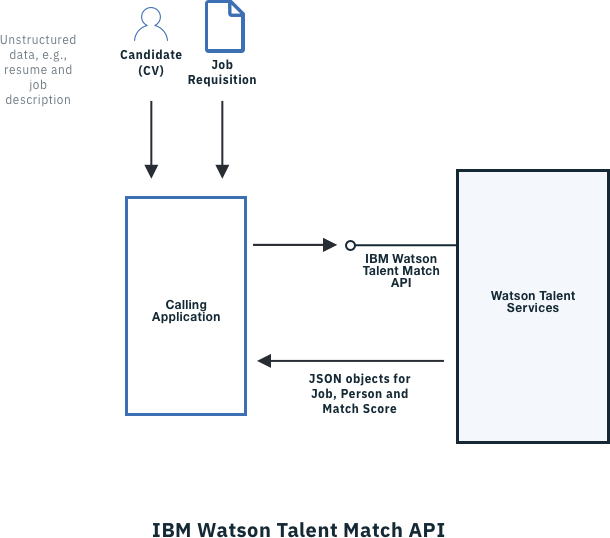 Unstructured
data, e.g.,
resume and
job
description
Candidate
(CV)
Job
Requisition
Calling
Application
IBM Watson
Talent Match
API
Watson Talent
Services
JSON objects for
Job, Person and
Match Score
IBM Watson Talent Match API